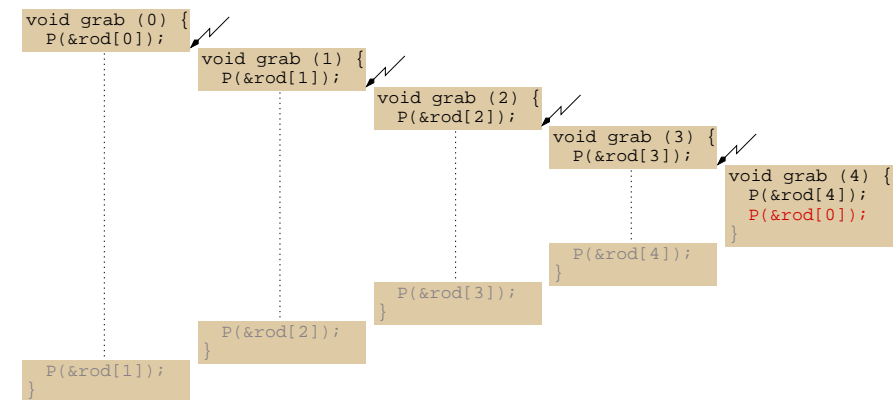 void grab (0) {
P(&rod[0]);
void grab (1) {
P(&rod[1]);
void grab (2) {
P(&rod[2]);
void grab (3) {
P(&rod[3]);
void grab (4) {
P(&rod[4]);
P(&rod[0]);
}
P(&rod[4]);
}
P(&rod[3]);
}
P(&rod[2]);
}
P(&rod[1]);
}